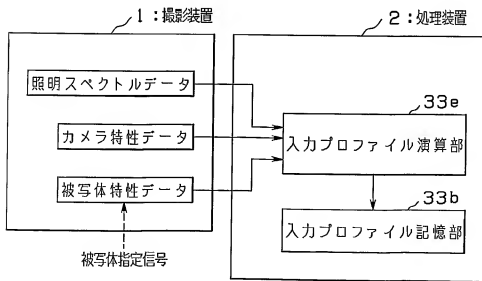 1:撮影装置
2:処理装置
照明スペクトルデータ
33e
カメラ特性データ
入力プロファイル演算部
被写体特性データ
33b
入力プロファイル記憶部
被写体指定信号